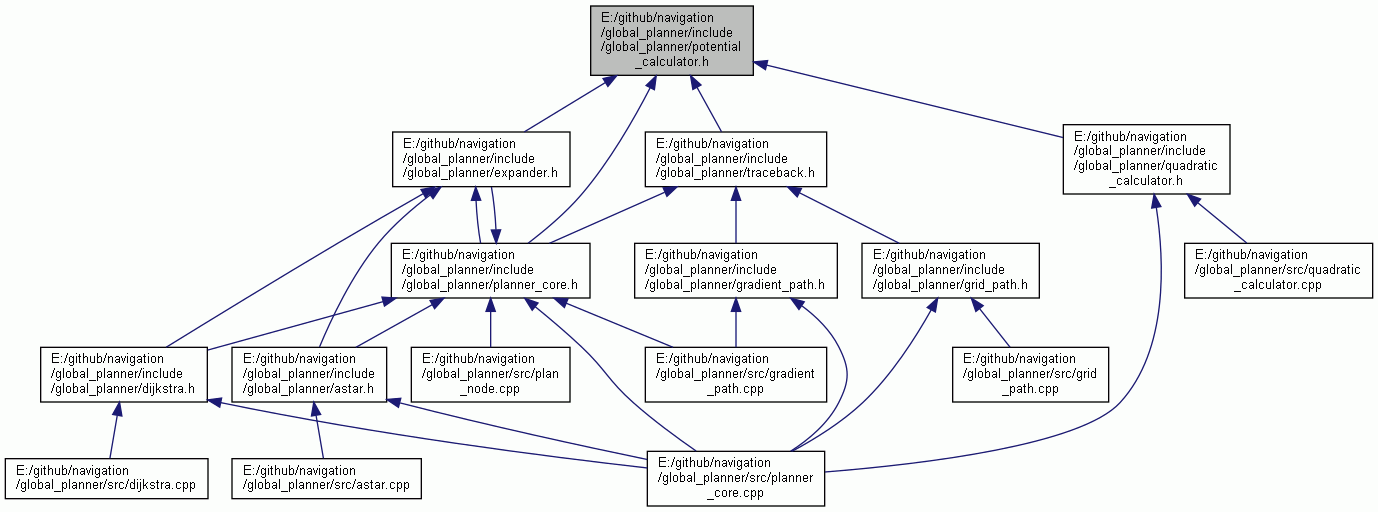 E:/github/navigation
/global_planner/include
/global_planner/potential
_calculator.h
E:/github/navigation
/global_planner/include
/global_planner/expander.h
E:/github/navigation
/global_planner/include
/global_planner/traceback.h
E:/github/navigation
/global_planner/include
/global_planner/quadratic
_calculator.h
E:/github/navigation
/global_planner/include
/global_planner/planner_core.h
E:/github/navigation
/global_planner/include
/global_planner/gradient_path.h
E:/github/navigation
/global_planner/include
/global_planner/grid_path.h
E:/github/navigation
/global_planner/src/quadratic
_calculator.cpp
E:/github/navigation
/global_planner/include
/global_planner/dijkstra.h
E:/github/navigation
/global_planner/include
/global_planner/astar.h
E:/github/navigation
/global_planner/src/plan
_node.cpp
E:/github/navigation
/global_planner/src/gradient
_path.cpp
E:/github/navigation
/global_planner/src/grid
_path.cpp
E:/github/navigation
/global_planner/src/dijkstra.cpp
E:/github/navigation
/global_planner/src/astar.cpp
E:/github/navigation
/global_planner/src/planner
_core.cpp